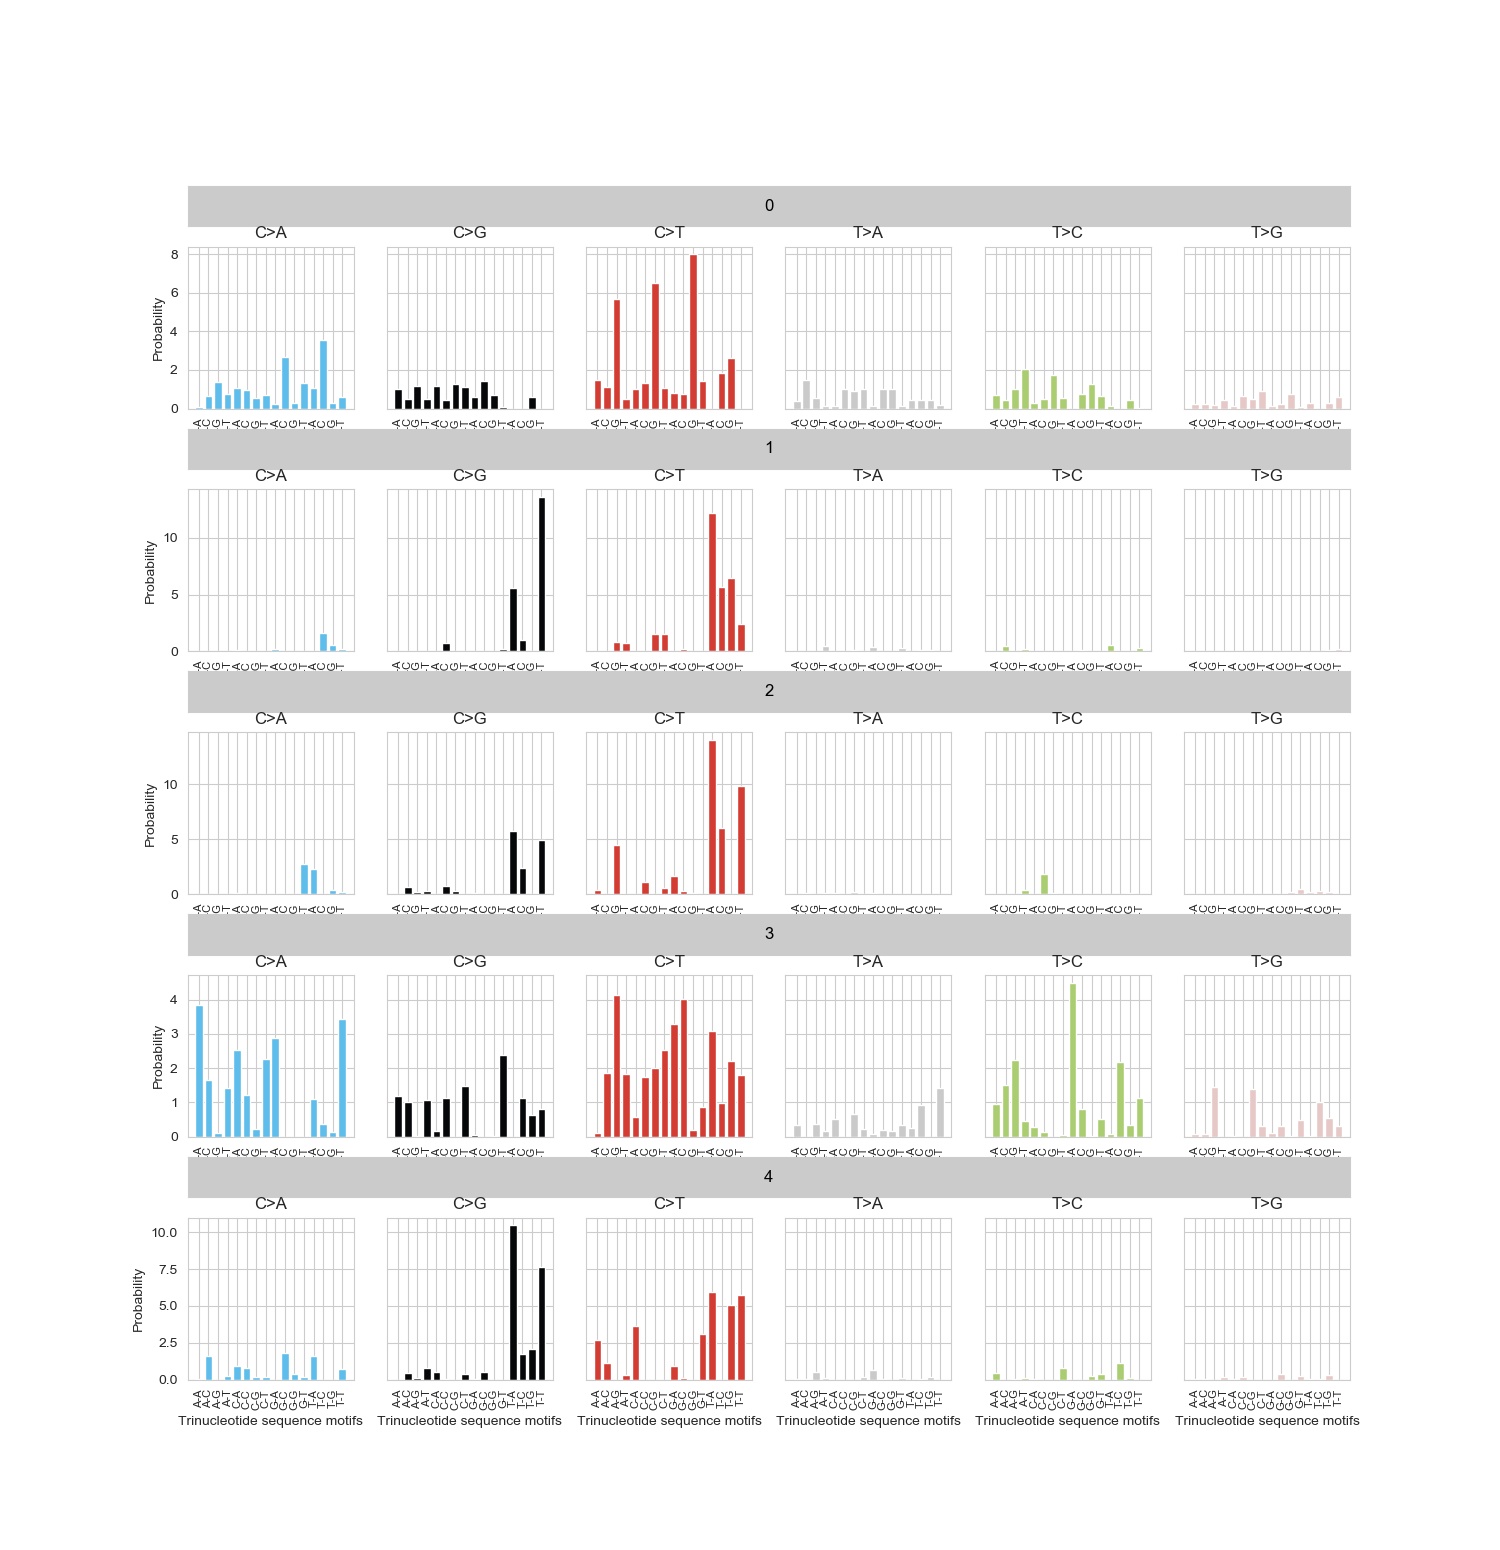 0
C>A C>G C>T T>A T>C T>G
Probability
8
6
4
2
0
-A -C G -T A C G T A C G -T A C G -T
1
C>A C>G C>T T>A T>C T>G
Probability
10
5
0
2
C>A C>G C>T T>A T>C T>G
Probability
10
5
0
3
C>A C>G C>T T>A T>C T>G
Probability
4
3
2
1
0
4
C>A C>G C>T T>A T>C T>G
Probability
10.0
7.5
5.0
2.5
0.0
A-A A-C A-G A-T C-A C-C C-G C-T G-A G-C G-G G-T T-A T-C T-G T-T
A-A A-C A-G A-T C-A C-C C-G C-T G-A G-C G-G G-T T-A T-C T-G T-T
A-A A-C A-G A-T C-A C-C C-G C-T G-A G-C G-G G-T T-A T-C T-G T-T
A-A A-C A-G A-T C-A C-C C-G C-T G-A G-C G-G G-T T-A T-C T-G T-T
A-A A-C A-G A-T C-A C-C C-G C-T G-A G-C G-G G-T T-A T-C T-G T-T
A-A A-C A-G A-T C-A C-C C-G C-T G-A G-C G-G G-T T-A T-C T-G T-T
Trinucleotide sequence motifs Trinucleotide sequence motifs Trinucleotide sequence motifs Trinucleotide sequence motifs Trinucleotide sequence motifs Trinucleotide sequence motifs